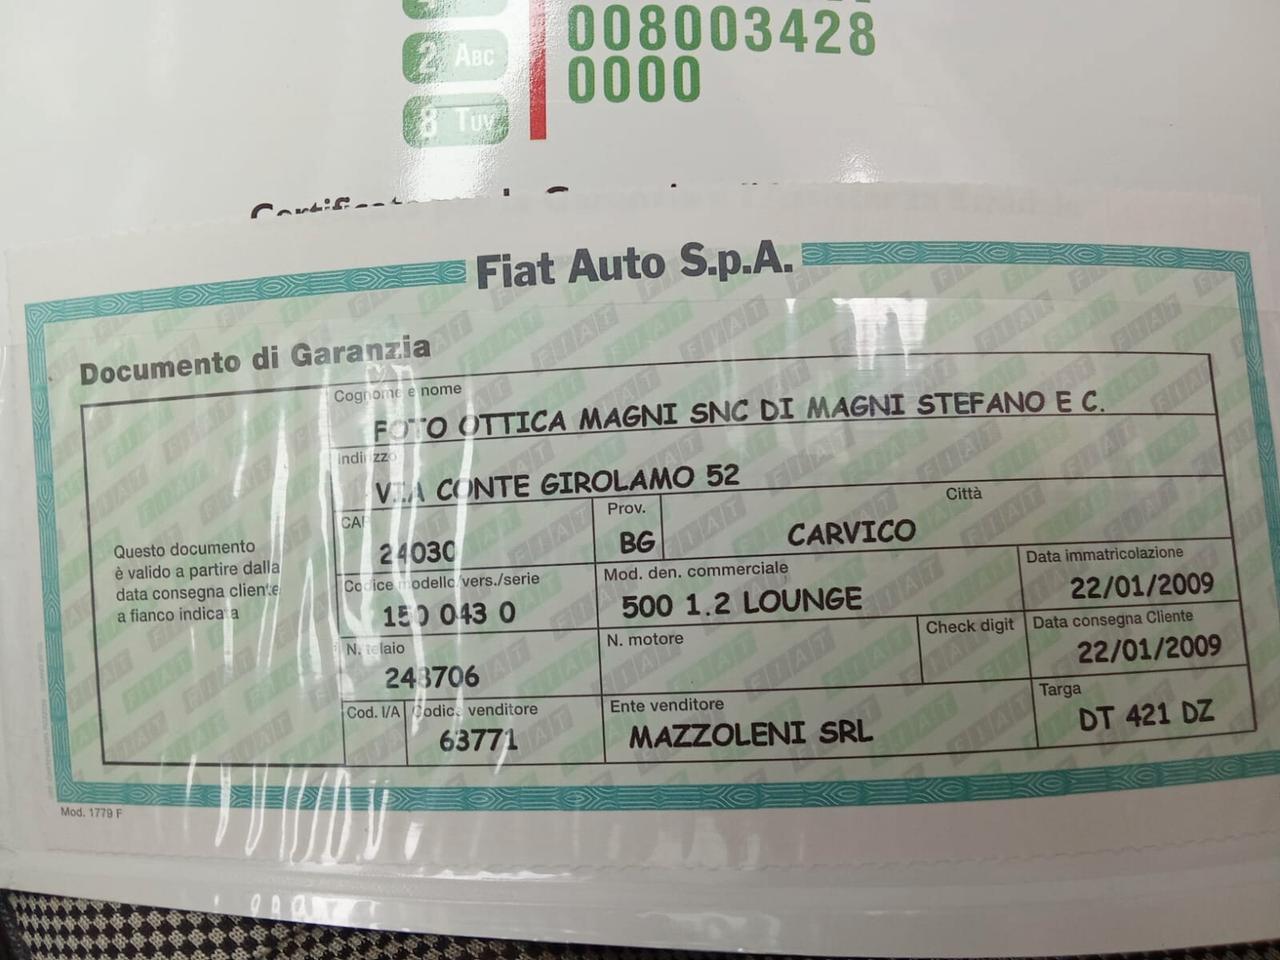 2 ABC
8 TUV
008003428
0000
Fiat Auto S.p.A.
Documento di Garanzia
Cognome e nome
FOTO OTTICA MAGNI SNC DI MAGNI STEFANO E C.
Indirizzo
VIA CONTE GIROLAMO 52
CAP
24030
Prov.
BG
Città
CARVICO
Questo documento
è valido a partire dalla
data consegna cliente
a fianco indicata
Codice modello/vers./serie
150 043 0
Mod. den. commerciale
500 1.2 LOUNGE
Data immatricolazione
22/01/2009
N. telaio
243706
N. motore
Check digit
Data consegna Cliente
22/01/2009
Cod. I/A
Codice venditore
63771
Ente venditore
MAZZOLENI SRL
Targa
DT 421 DZ
Mod. 1779 F